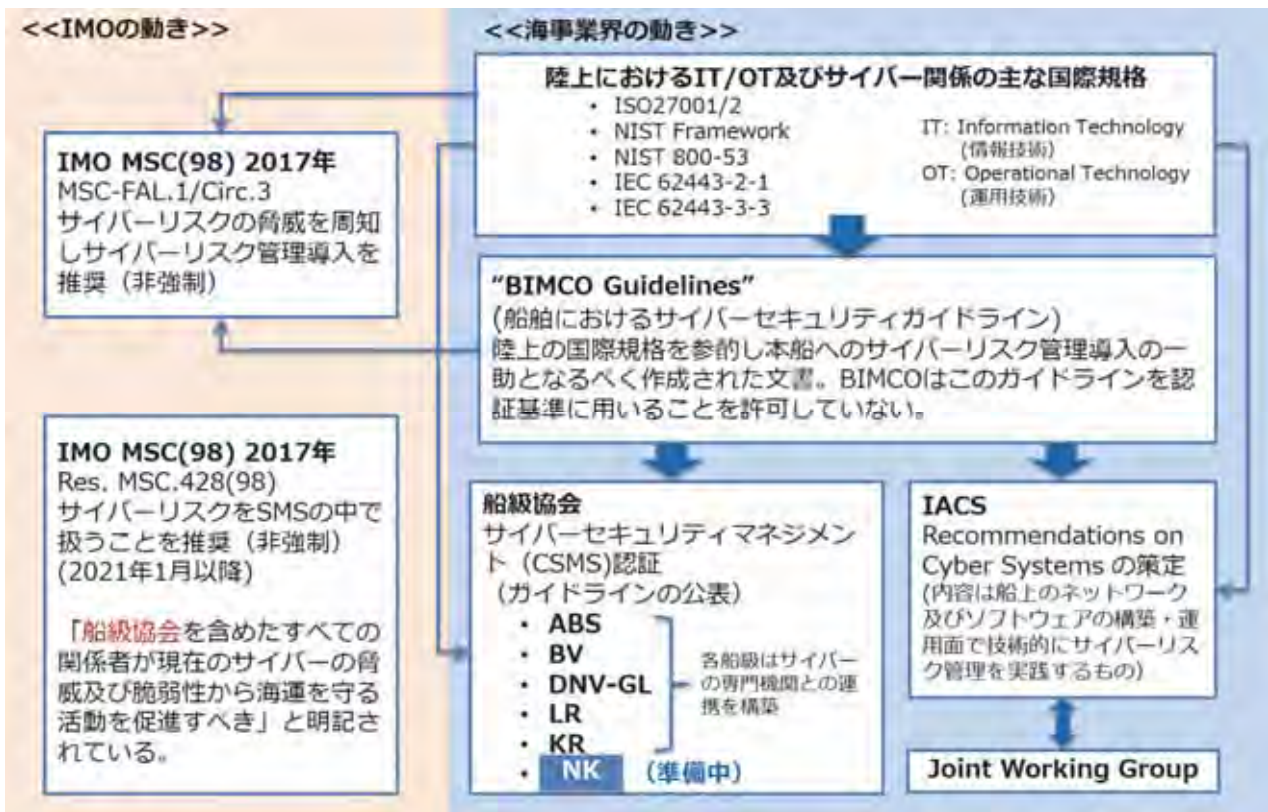 <<IMOの動き>>
<<海事業界の動き>>
陸上におけるIT/OT及びサイバー関係の主な国際規格
・ ISO27001/2
・ NIST Framework
・ NIST 800-53
・ IEC 62443-2-1
・ IEC 62443-3-3
IT: Information Technology
(情報技術)
OT: Operational Technology
(運用技術)
IMO MSC(98) 2017年
MSC-FAL.1/Circ.3
サイバーリスクの脅威を周知
しサイバーリスク管理導入を
推奨（非強制）
“BIMCO Guidelines”
(船舶におけるサイバーセキュリティガイドライン)
陸上の国際規格を参酌し本船へのサイバーリスク管理導入の一
助となるべく作成された文書。BIMCOはこのガイドラインを認
証基準に用いることを許可していない。
IMO MSC(98) 2017年
Res. MSC.428(98)
サイバーリスクをSMSの中で
扱うことを推奨（非強制）
(2021年1月以降)
「船級協会を含めたすべての
関係者が現在のサイバーの脅
威及び脆弱性から海運を守る
活動を促進すべき」と明記さ
れている。
船級協会
サイバーセキュリティマネジメン
ト（CSMS)認証
（ガイドラインの公表）
・ ABS
・ BV
・ DNV-GL
・ LR
・ KR
・ NK （準備中）
各船級はサイバー
の専門機関との連
携を構築
IACS
Recommendations on
Cyber Systems の策定
(内容は船上のネットワーク
及びソフトウェアの構築・運
用面で技術的にサイバーリス
ク管理を実践するもの)
Joint Working Group